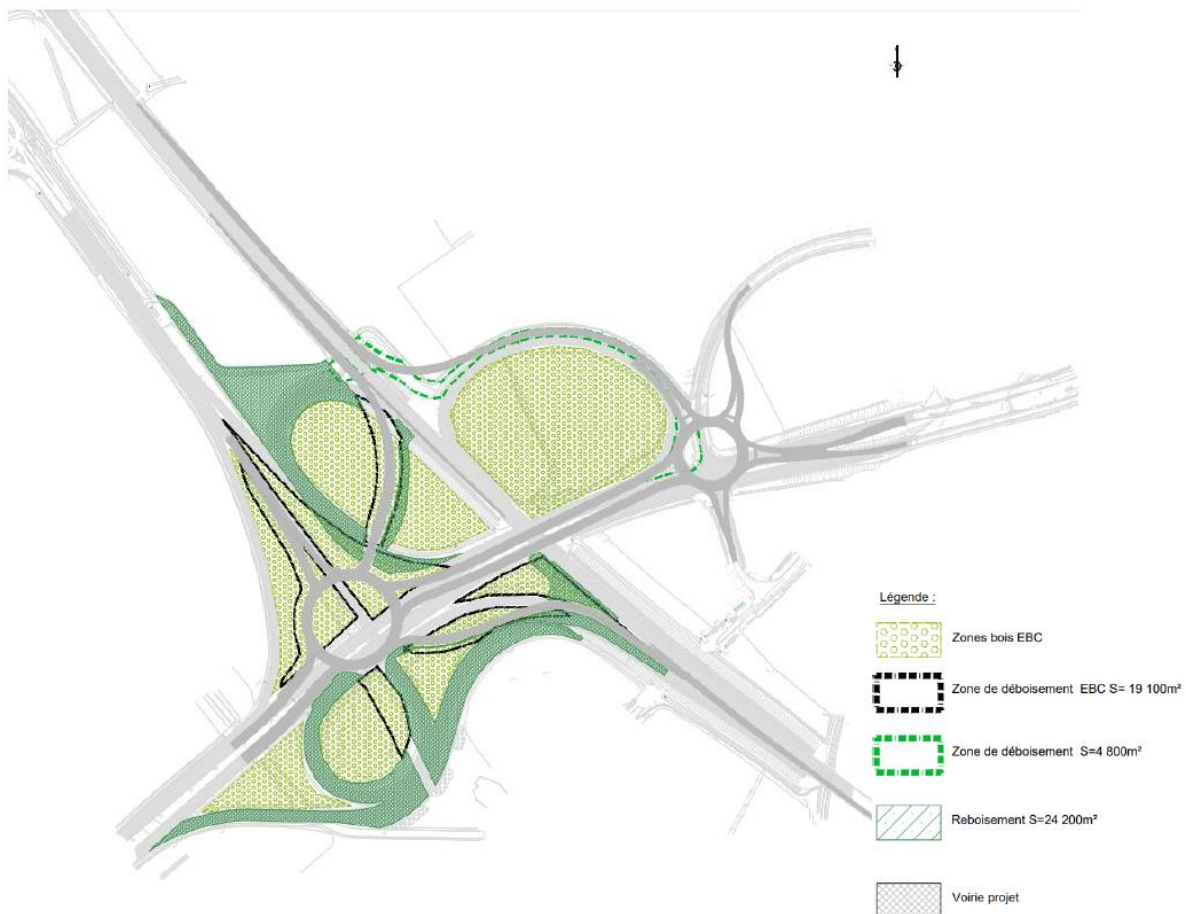 Légende :
Zones bois EBC
Zone de déboisement EBC S= 19 100m²
Zone de déboisement S=4 800m²
Reboisement S=24 200m²
Voirie projet